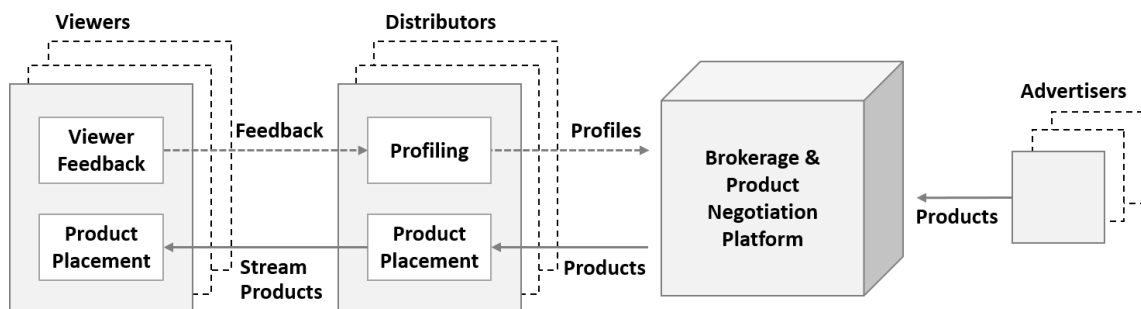 Viewers
Distributors
Advertisers
Viewer
Feedback
Feedback
Profiling
Profiles
Brokerage &
Product
Negotiation
Platform
Products
Product
Placement
Stream
Products
Product
Placement
Products